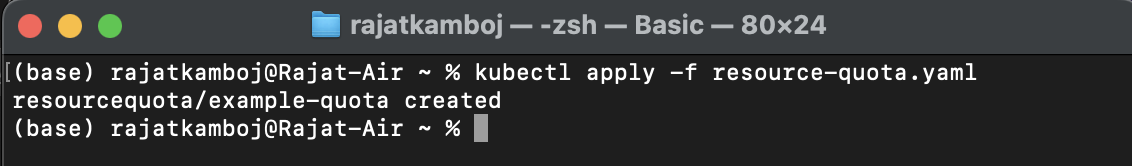 rajatkamboj — -zsh — Basic — 80×24
[(base) rajatkamboj@Rajat-Air ~ % kubectl apply -f resource-quota.yaml
resourcequota/example-quota created
(base) rajatkamboj@Rajat-Air ~ %